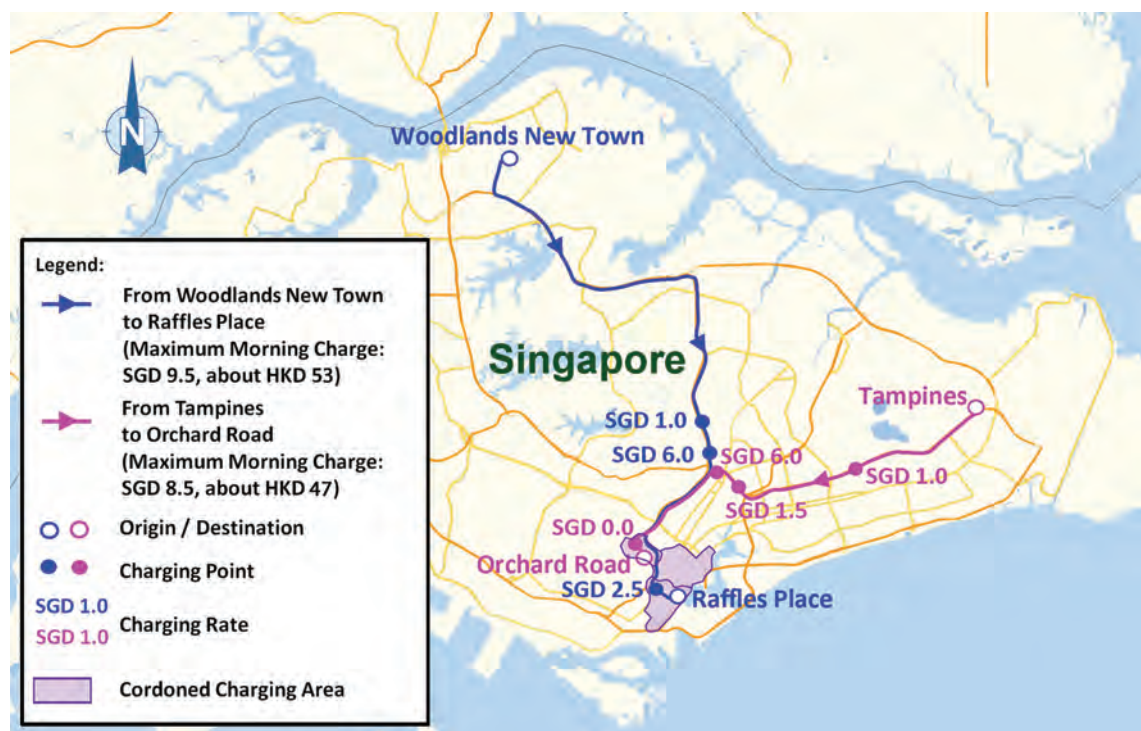 N
Woodlands New Town
Legend:
From Woodlands New Town
to Raffles Place
(Maximum Morning Charge:
SGD 9.5, about HKD 53)
From Tampines
to Orchard Road
(Maximum Morning Charge:
SGD 8.5, about HKD 47)
Origin / Destination
Charging Point
SGD 1.0
SGD 1.0
Charging Rate
Cordoned Charging Area
Singapore
Tampines
SGD 1.0
SGD 6.0
SGD 6.0
SGD 1.0
SGD 1.5
SGD 0.0
Orchard Road
SGD 2.5
Raffles Place